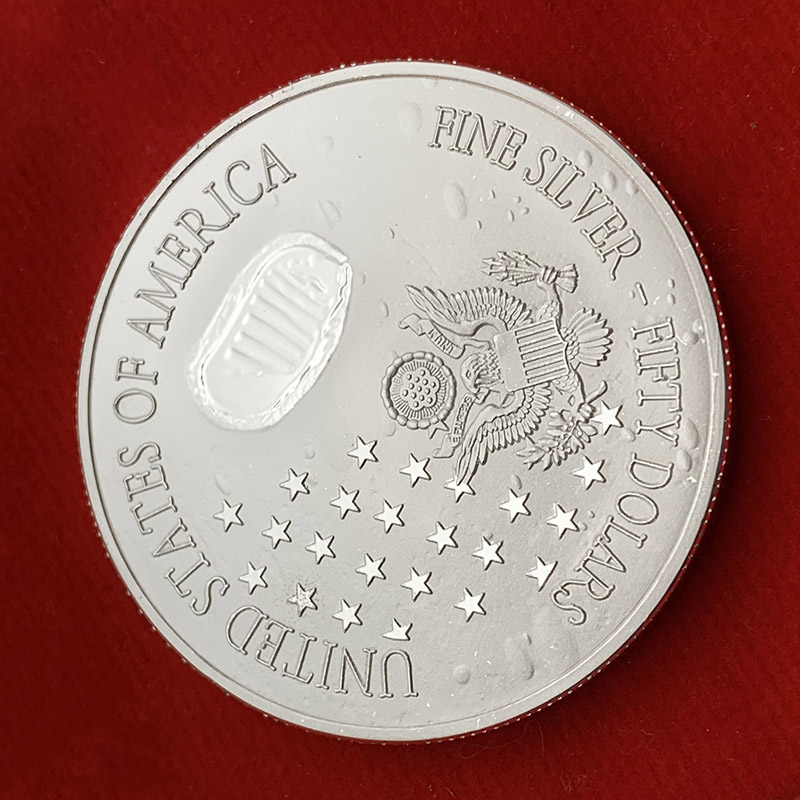 UNITED STATES OF AMERICA
FINE SILVER – FIFTY DOLARS